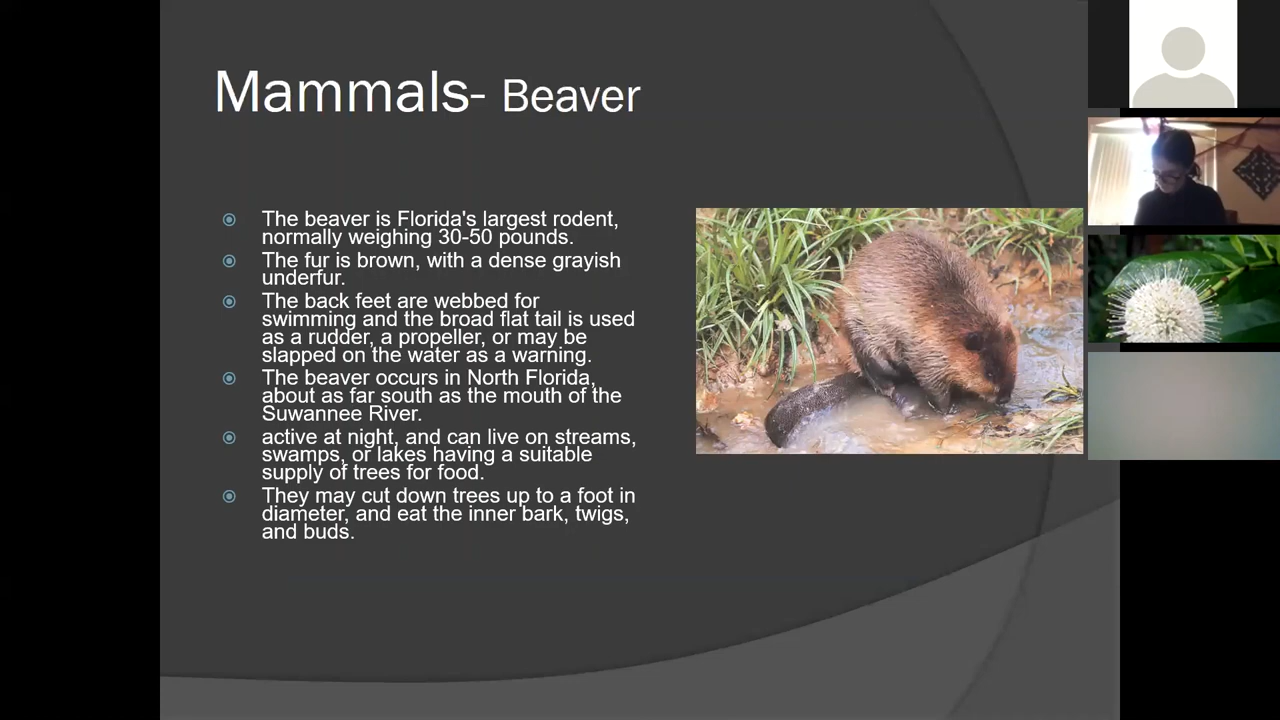 Mammals- Beaver
The beaver is Florida's largest rodent,
normally weighing 30-50 pounds.
The fur is brown, with a dense grayish
underfur.
The back feet are webbed for
swimming and the broad flat tail is used
as a rudder, a propeller, or may be
slapped on the water as a warning.
The beaver occurs in North Florida,
about as far south as the mouth of the
Suwannee River.
active at night, and can live on streams,
swamps, or lakes having a suitable
supply of trees for food.
They may cut down trees up to a foot in
diameter, and eat the inner bark, twigs,
and buds.